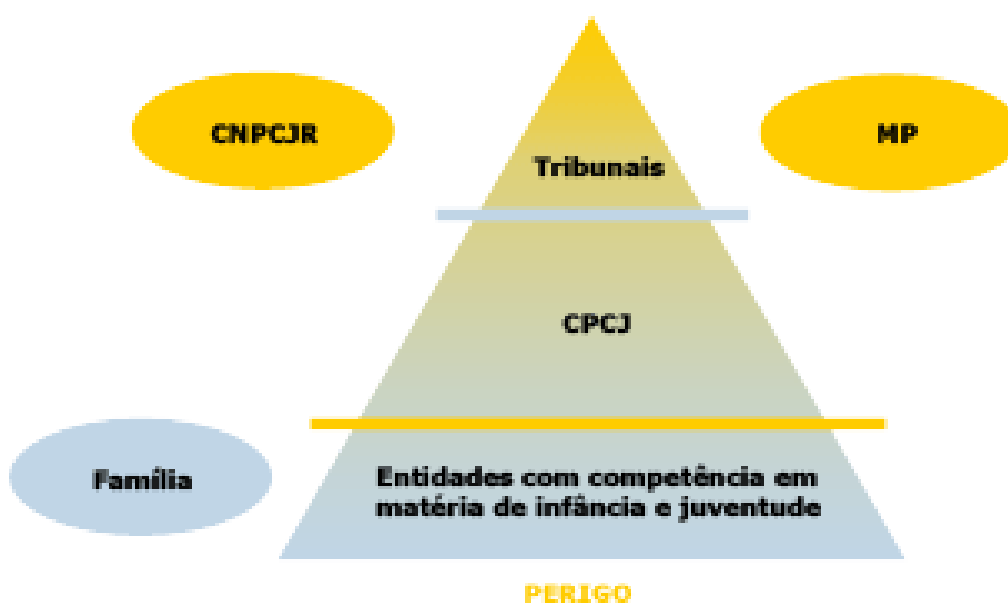 CNPCJR
MP
Tribunais
CPCJ
Família
Entidades com competência em
matéria de infância e juventude
PERIGO